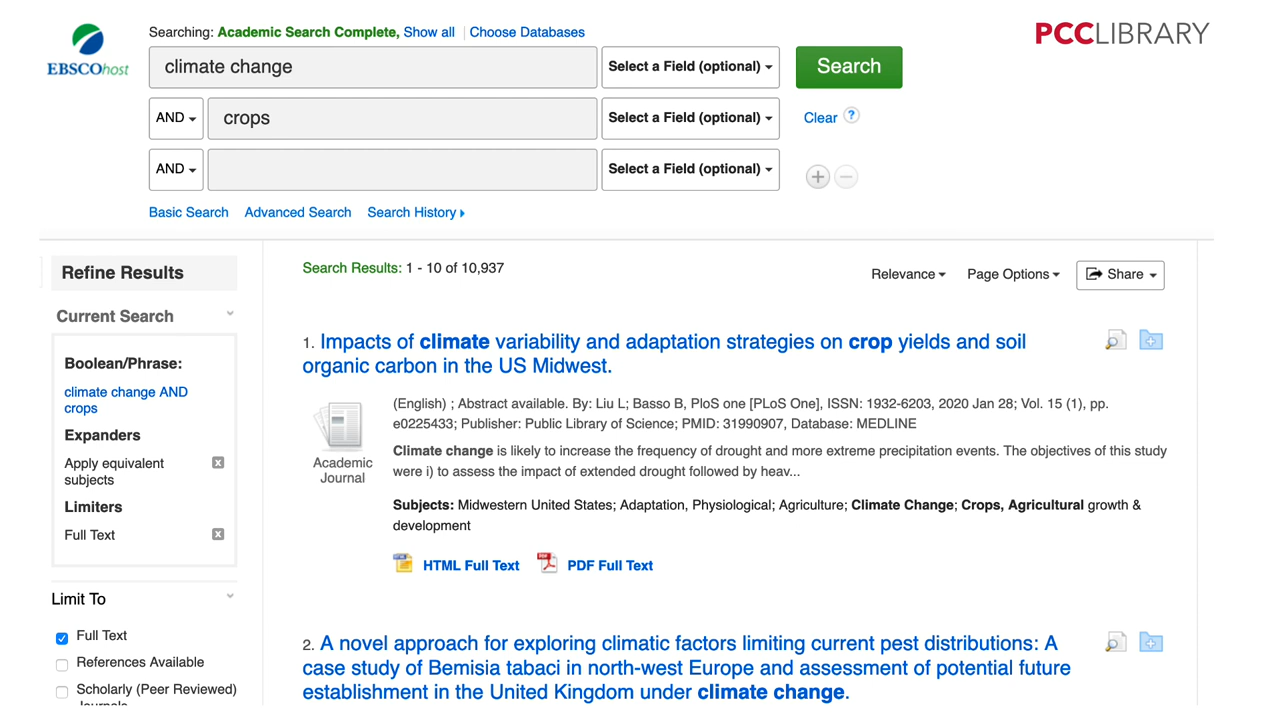 EBSCOhost
Searching: Academic Search Complete, Show all | Choose Databases
PCCLIBRARY
climate change
Select a Field (optional)
Search
AND
crops
Select a Field (optional)
Clear ?
AND
Select a Field (optional)
Basic Search Advanced Search Search History
Refine Results
Current Search
Boolean/Phrase:
climate change AND
crops
Expanders
Apply equivalent
subjects
Limiters
Full Text
Limit To
Full Text
References Available
Scholarly (Peer Reviewed)
Journals
Search Results: 1 - 10 of 10,937
Relevance Page Options Share
1. Impacts of climate variability and adaptation strategies on crop yields and soil
organic carbon in the US Midwest.
Academic
Journal
(English) ; Abstract available. By: Liu L; Basso B, PloS one [PLoS One], ISSN: 1932-6203, 2020 Jan 28; Vol. 15 (1), pp.
e0225433; Publisher: Public Library of Science; PMID: 31990907, Database: MEDLINE
Climate change is likely to increase the frequency of drought and more extreme precipitation events. The objectives of this study
were i) to assess the impact of extended drought followed by heav...
Subjects: Midwestern United States; Adaptation, Physiological; Agriculture; Climate Change; Crops, Agricultural growth &
development
HTML Full Text PDF Full Text
2. A novel approach for exploring climatic factors limiting current pest distributions: A
case study of Bemisia tabaci in north-west Europe and assessment of potential future
establishment in the United Kingdom under climate change.